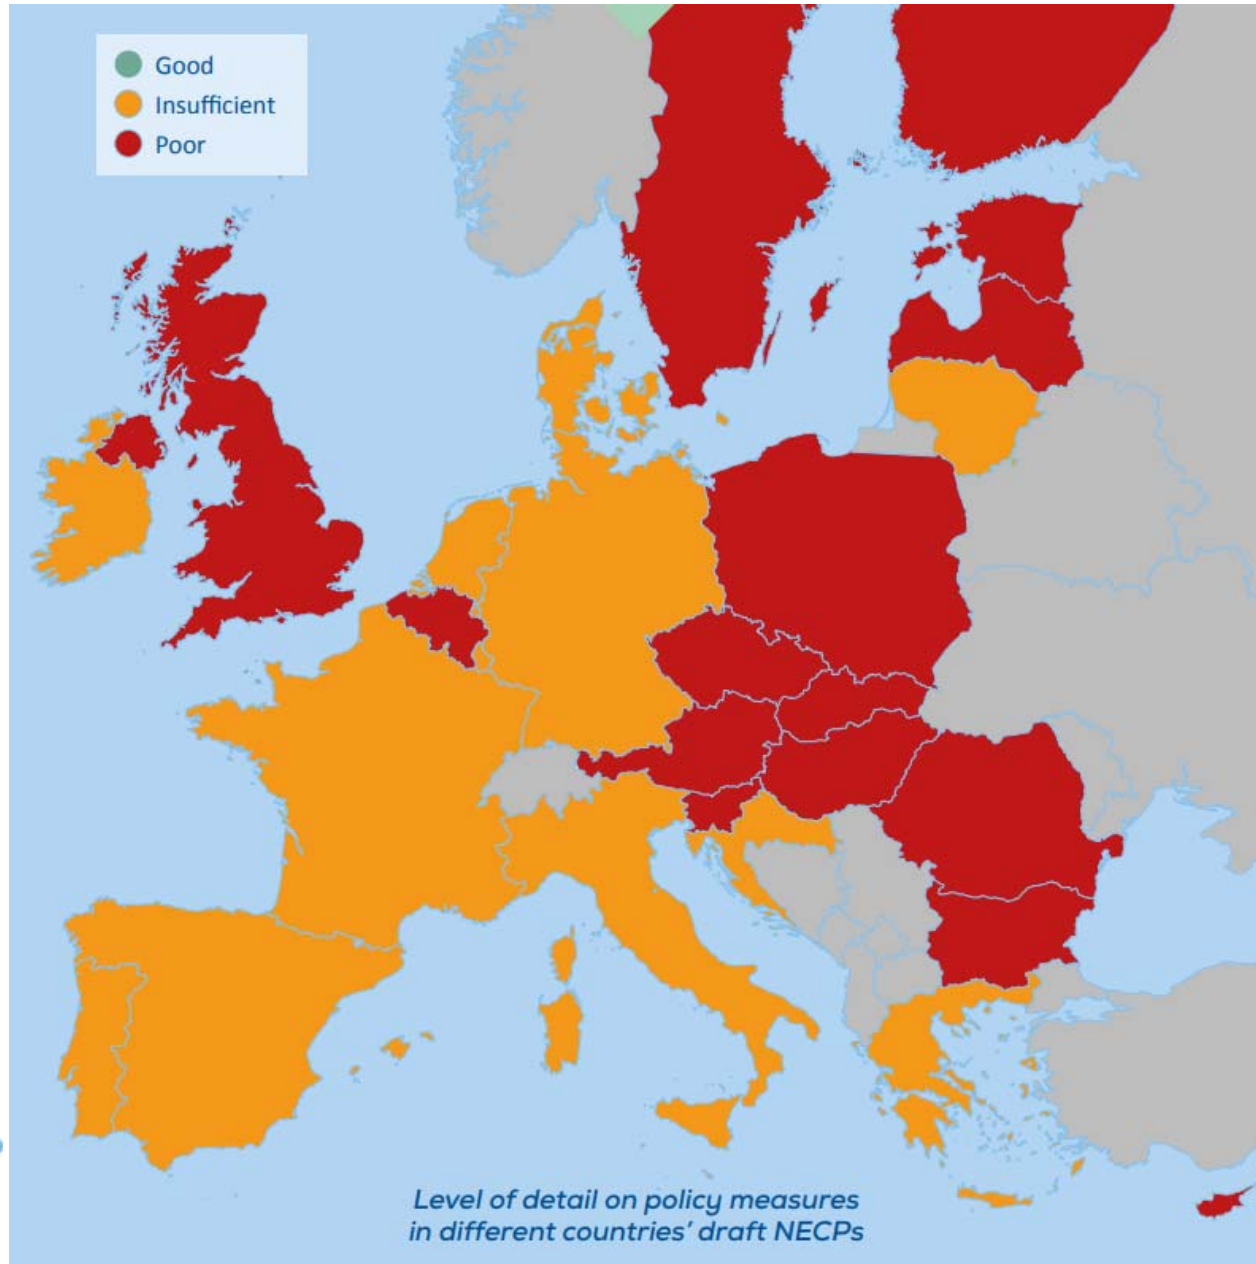 Good
Insufficient
Poor
Level of detail on policy measures
in different countries’ draft NECPs